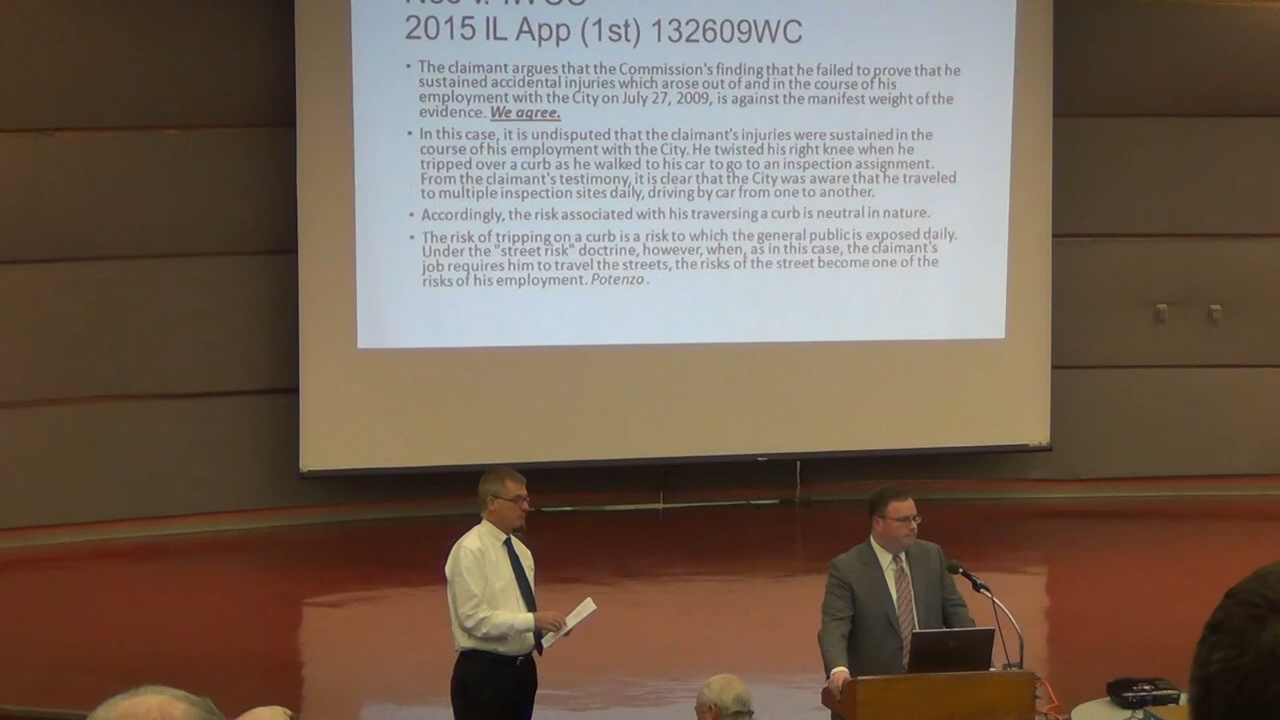 2015 IL App (1st) 132609WC
• The claimant argues that the Commission's finding that he failed to prove that he
sustained accidental injuries which arose out of and in the course of his
employment with the City on July 27, 2009, is against the manifest weight of the
evidence. We agree.
• In this case, it is undisputed that the claimant's injuries were sustained in the
course of his employment with the City. He twisted his right knee when he
tripped over a curb as he walked to his car to go to an inspection assignment.
From the claimant's testimony, it is clear that the City was aware that he traveled
to multiple inspection sites daily, driving by car from one to another.
• Accordingly, the risk associated with his traversing a curb is neutral in nature.
• The risk of tripping on a curb is a risk to which the general public is exposed daily.
Under the "street risk" doctrine, however, when, as in this case, the claimant's
job requires him to travel the streets, the risks of the street become one of the
risks of his employment. Potenzo.